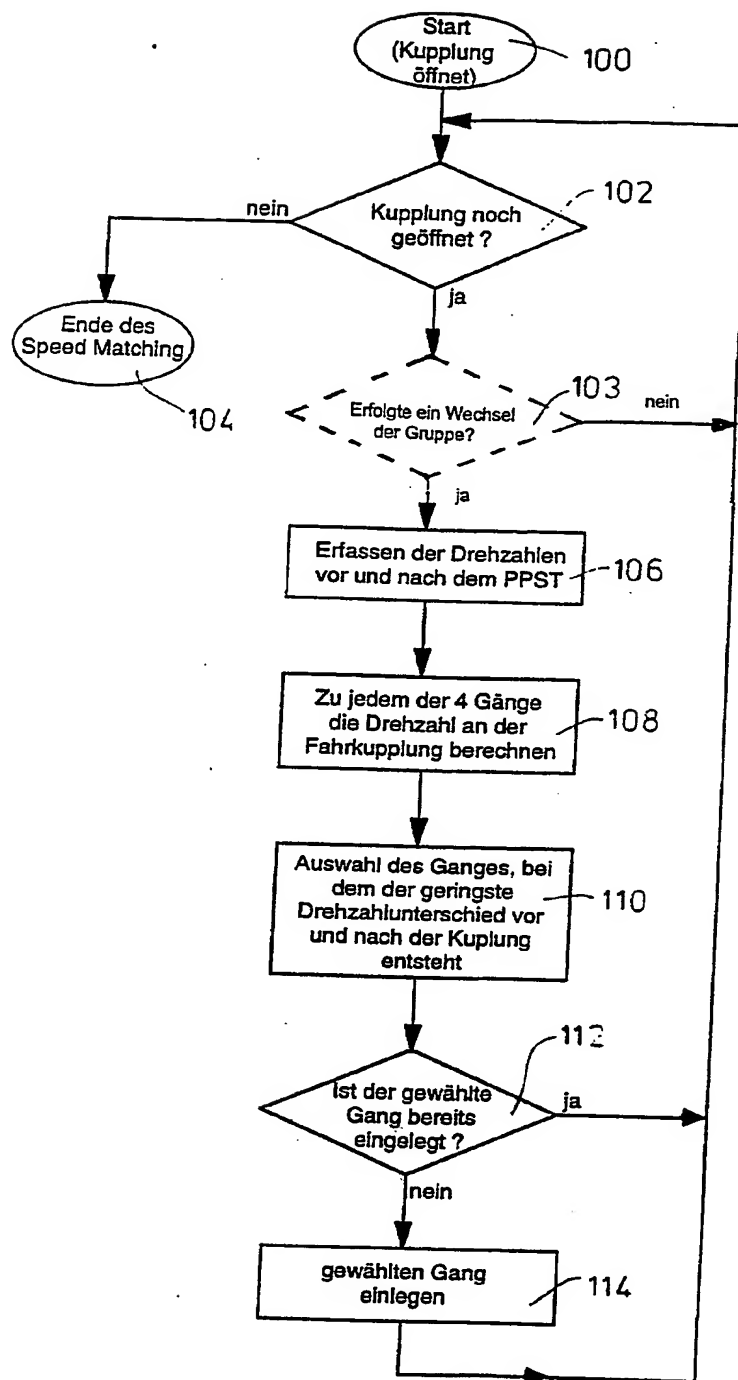 Start
(Kupplung
öffnet)
100
Kupplung noch
geöffnet ?
102
nein
ja
Ende des
Speed Matching
104
Erfolgte ein Wechsel
der Gruppe?
103
nein
ja
Erfassen der Drehzahlen
vor und nach dem PPST
106
Zu jedem der 4 Gänge
die Drehzahl an der
Fahrkupplung berechnen
108
Auswahl des Ganges, bei
dem der geringste
Drehzahlunterschied vor
und nach der Kuplung
entsteht
110
Ist der gewählte
Gang bereits
eingelegt ?
112
ja
nein
gewählten Gang
einlegen
114